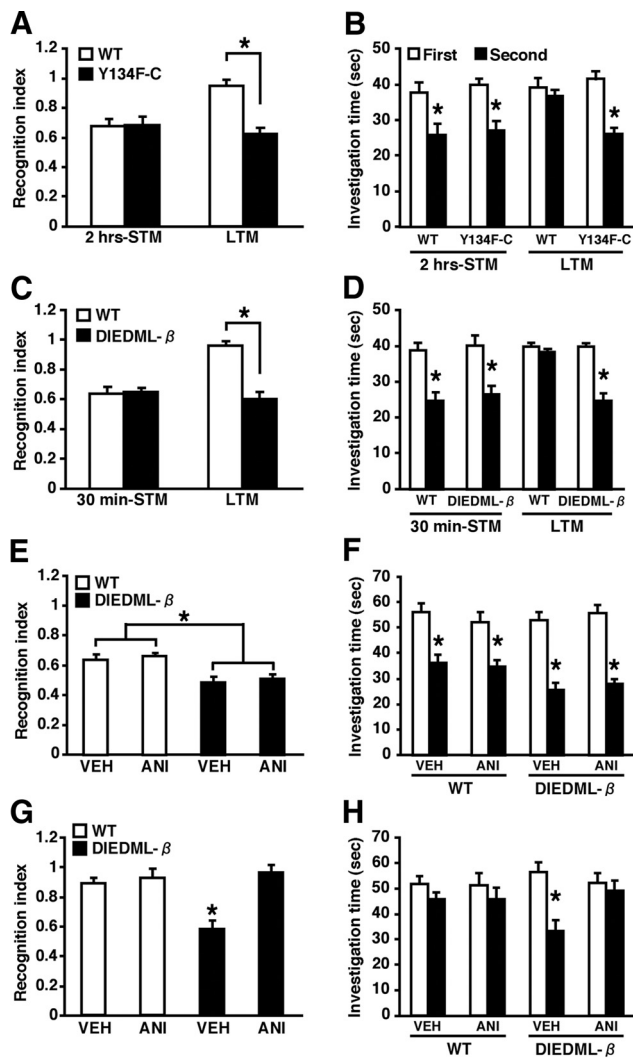 A
Recognition index
1.2
1
0.8
0.6
0.4
0.2
0
WT
Y134F-C
*
2 hrs-STM LTM
B
Investigation time (sec)
50
40
30
20
10
0
First Second
* * *
WT Y134F-C WT Y134F-C
2 hrs-STM LTM
C
Recognition index
1.2
1
0.8
0.6
0.4
0.2
0
WT
DIEDML-β
*
30 min-STM LTM
D
Investigation time (sec)
60
50
40
30
20
10
0
* * *
WT DIEDML-β WT DIEDML-β
30 min-STM LTM
E
Recognition index
1.2
1
0.8
0.6
0.4
0.2
0
WT
DIEDML-β
*
VEH ANI VEH ANI
F
Investigation time (sec)
70
60
50
40
30
20
10
0
* * * *
VEH ANI VEH ANI
WT DIEDML-β
G
Recognition index
1.2
1
0.8
0.6
0.4
0.2
0
WT
DIEDML-β
*
VEH ANI VEH ANI
H
Investigation time (sec)
70
60
50
40
30
20
10
0
*
VEH ANI VEH ANI
WT DIEDML-β